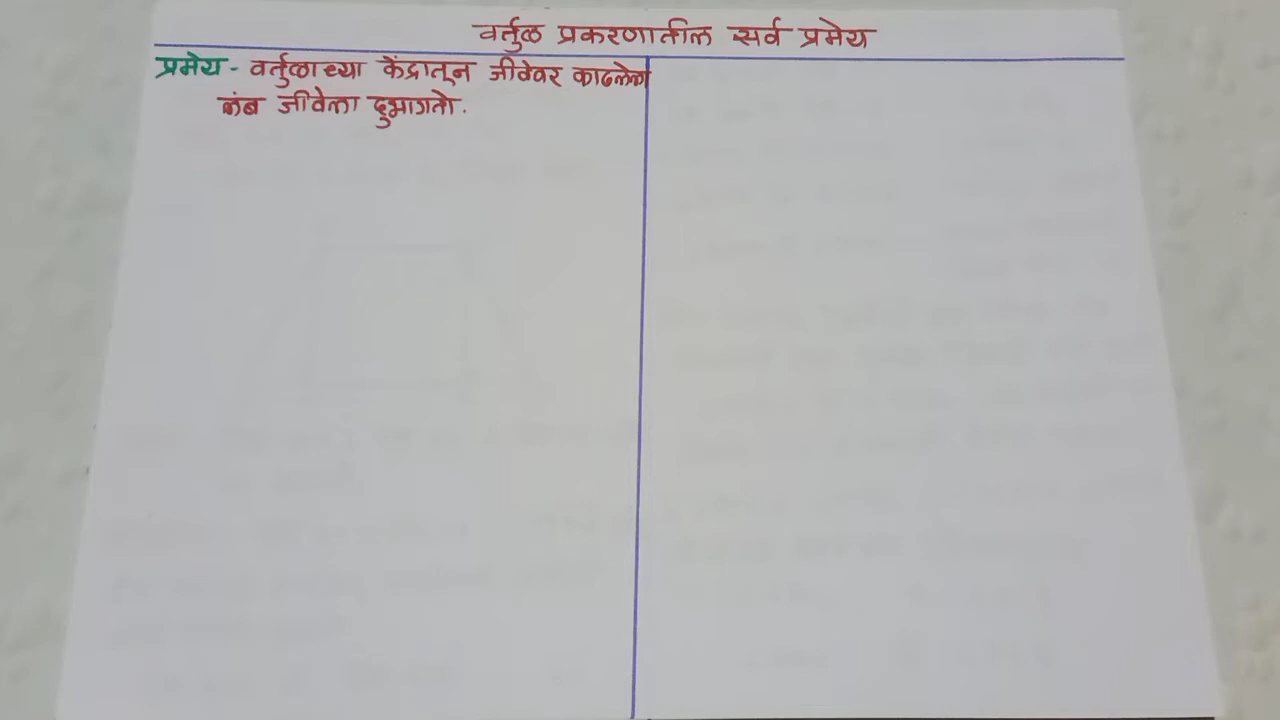 वर्तुळ प्रकरणातील सर्व प्रमेय
प्रमेय - वर्तुळाच्या केंद्रातून जीवेवर काढलेला
लंब जीवेला दुभागतो.